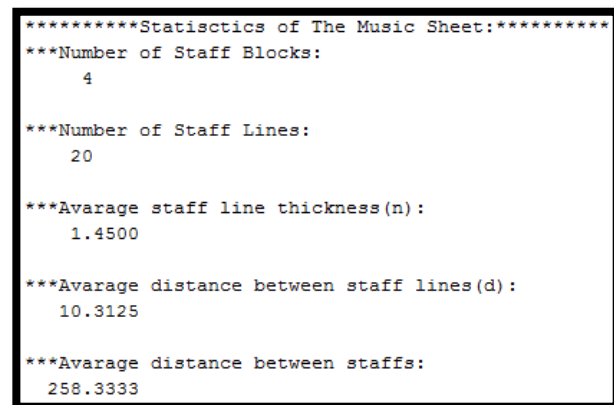 **********Statisctics of The Music Sheet:**********
***Number of Staff Blocks:
4
***Number of Staff Lines:
20
***Avarage staff line thickness(n):
1.4500
***Avarage distance between staff lines(d):
10.3125
***Avarage distance between staffs:
258.3333